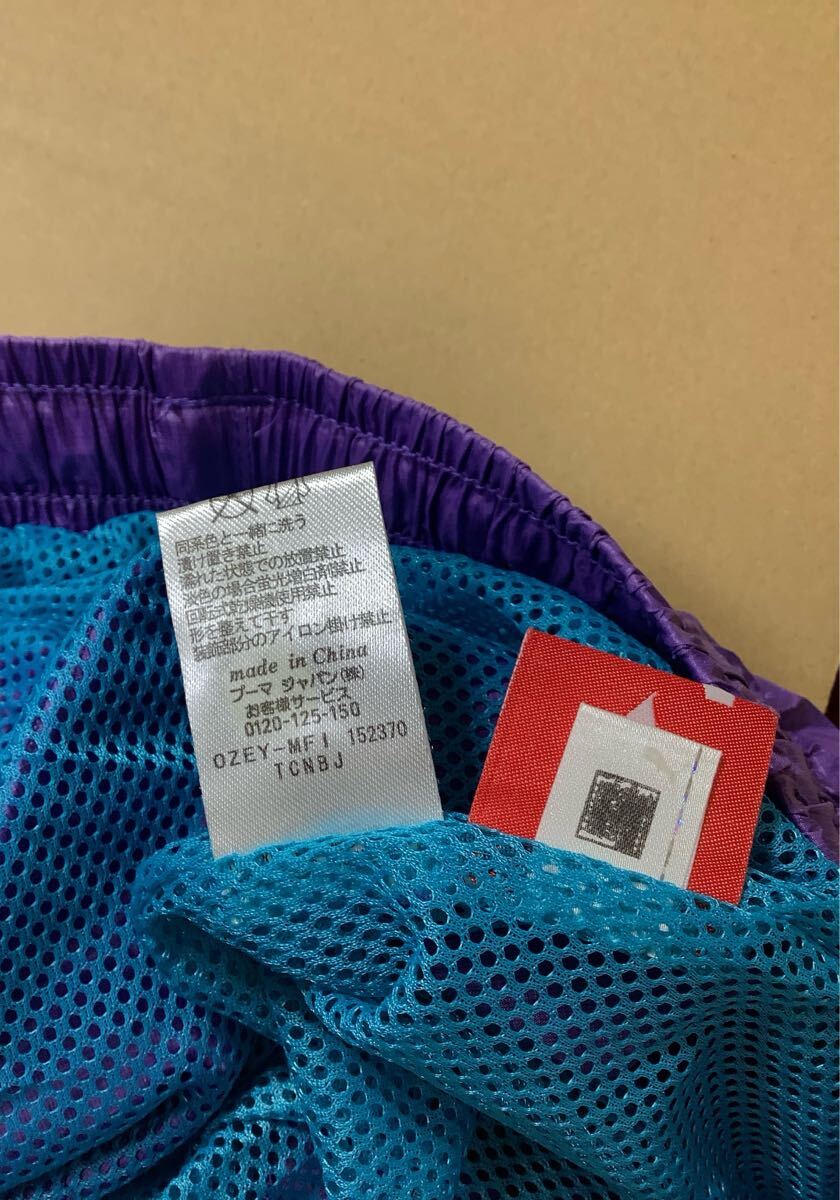 同系色と一緒に洗う
漬け置き禁止
濡れた状態での放置禁止
淡色の場合蛍光増白剤禁止
回転式乾燥機使用禁止
形を整えて干す
装飾部分のアイロン掛け禁止
made in China
プーマ ジャパン(株)
お客様サービス
0120-125-150
OZEY-MFI 152370
TCNBJ